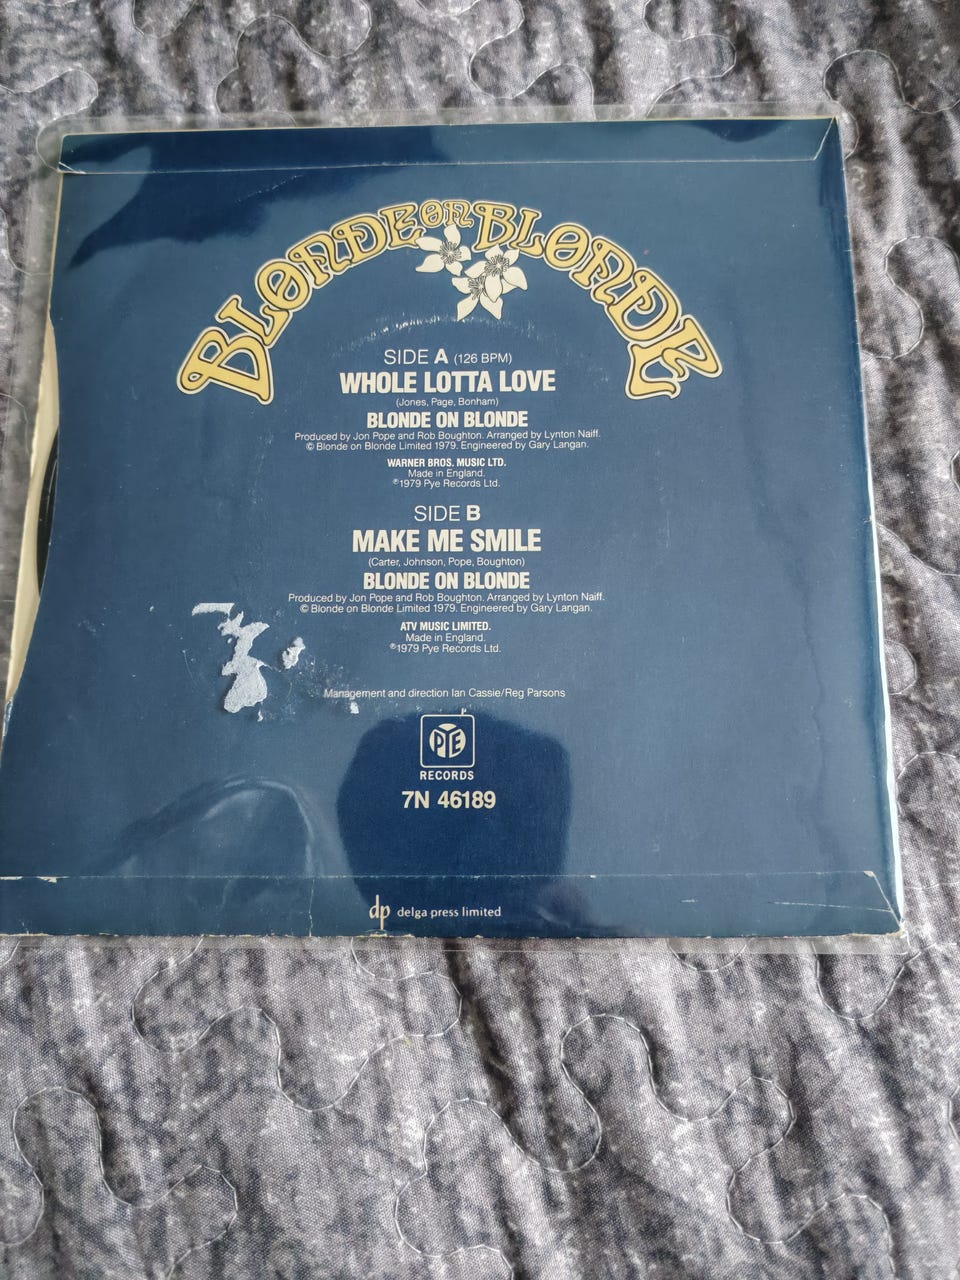 BLONDE ON BLONDE
SIDE A (126 BPM)
WHOLE LOTTA LOVE
(Jones, Page, Bonham)
BLONDE ON BLONDE
Produced by Jon Pope and Rob Boughton. Arranged by Lynton Naiff.
© Blonde on Blonde Limited 1979. Engineered by Gary Langan.
WARNER BROS. MUSIC LTD.
Made in England.
℗1979 Pye Records Ltd.
SIDE B
MAKE ME SMILE
(Carter, Johnson, Pope, Boughton)
BLONDE ON BLONDE
Produced by Jon Pope and Rob Boughton. Arranged by Lynton Naiff.
© Blonde on Blonde Limited 1979. Engineered by Gary Langan.
ATV MUSIC LIMITED.
Made in England.
℗1979 Pye Records Ltd.
Management and direction Ian Cassie/Reg Parsons
PYE
RECORDS
7N 46189
dp delga press limited